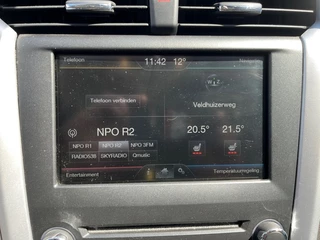 Telefoon 11:42 12° Navigatie
W Z
Telefoon verbinden
Veldhuizerweg
NPO R2
20.5° 21.5°
NPO R1 NPO R2 NPO 3FM
RADIO538 SKYRADIO Qmusic
Entertainment Temperatuurregeling